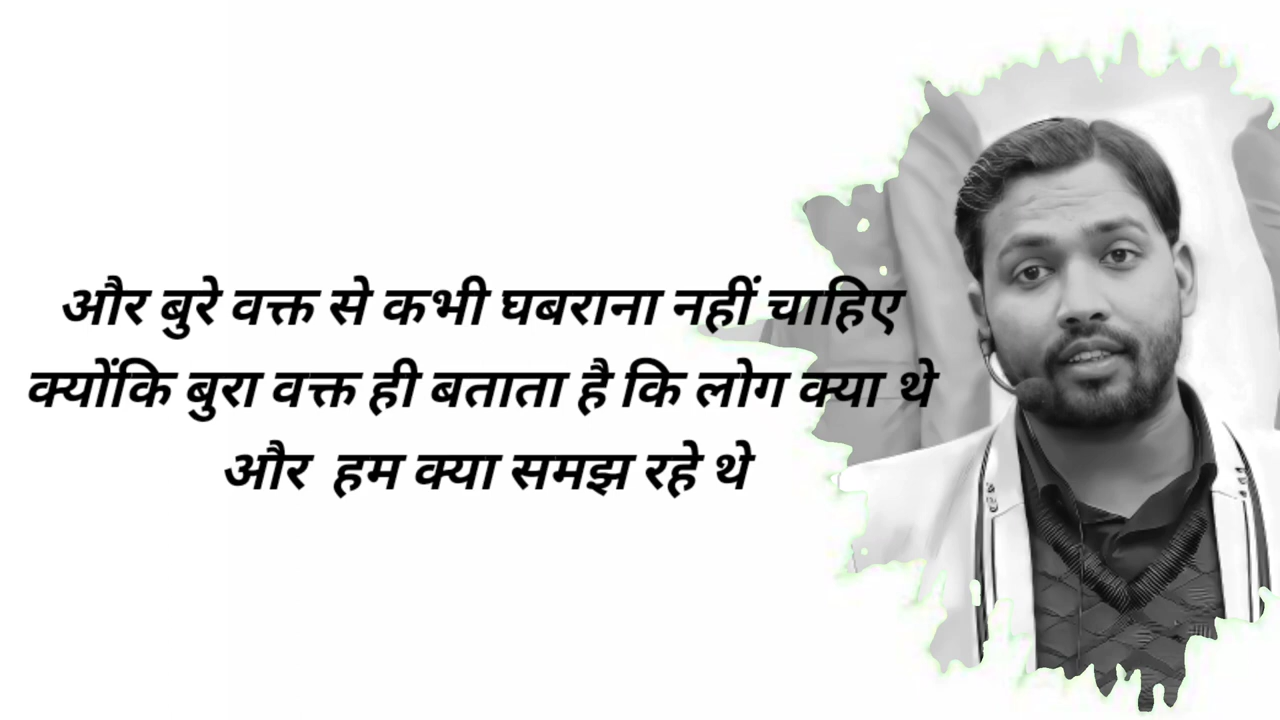 और बुरे वक्त से कभी घबराना नहीं चाहिए
क्योंकि बुरा वक्त ही बताता है कि लोग क्या थे
और हम क्या समझ रहे थे